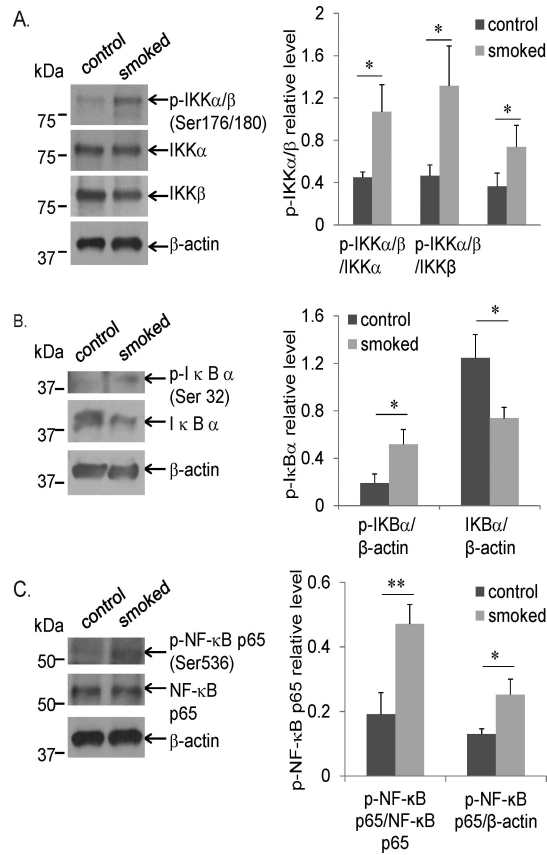 A.
control smoked
kDa
75
p-IKKα/β
(Ser176/180)
75
IKKα
75
IKKβ
37
β-actin
p-IKKα/β relative level
2
1.6
1.2
0.8
0.4
0
control
smoked
* * *
p-IKKα/β p-IKKα/β
/IKKα /IKKβ
B.
control smoked
kDa
37
p-I κ B α
(Ser 32)
37
I κ B α
37
β-actin
p-IκBα relative level
1.6
1.2
0.8
0.4
0
control
smoked
* *
p-IKBα/ IKBα/
β-actin β-actin
C.
control smoked
kDa
50
p-NF-κB p65
(Ser536)
50
NF-κB
p65
37
β-actin
p-NF-κB p65 relative level
0.6
0.4
0.2
0
control
smoked
** *
p-NF-κB p-NF-κB
p65/NF-κB p65/β-actin
p65